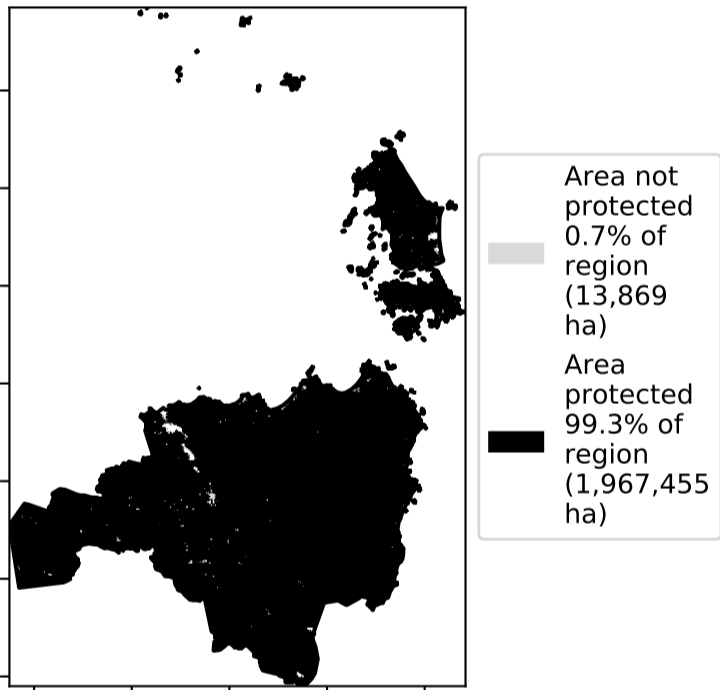 Area not
protected
0.7% of
region
(13,869
ha)
Area
protected
99.3% of
region
(1,967,455
ha)